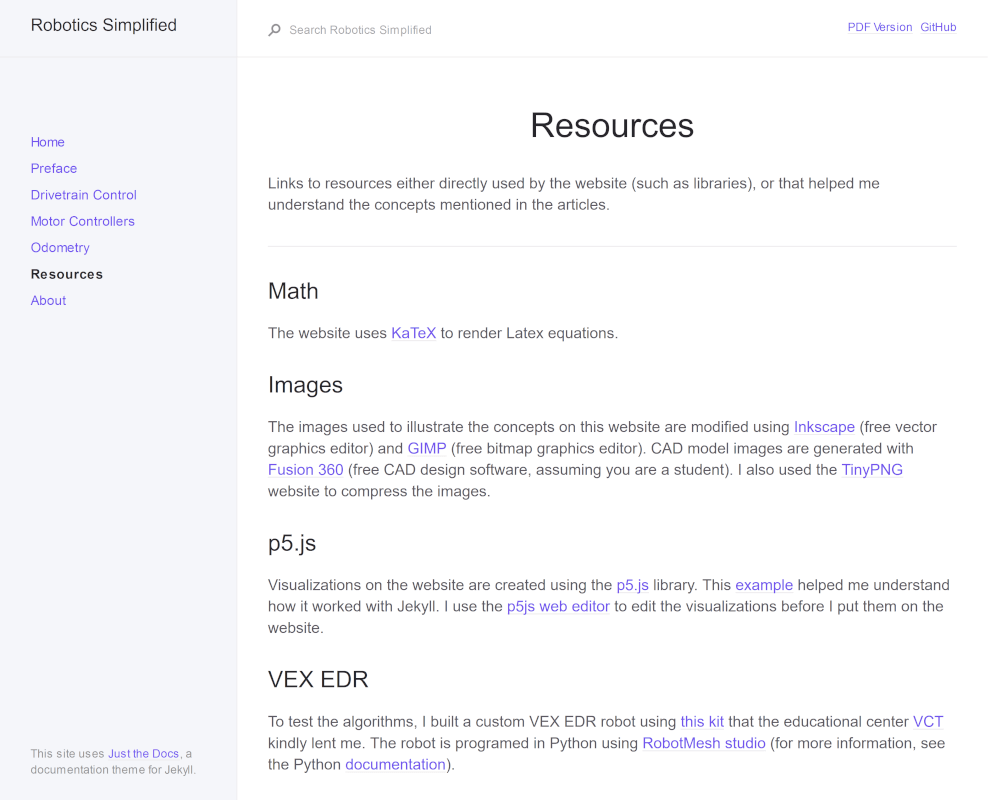 Robotics Simplified
Search Robotics Simplified
PDF Version GitHub
Home
Preface
Drivetrain Control
Motor Controllers
Odometry
Resources
About
This site uses Just the Docs, a
documentation theme for Jekyll.
Resources
Links to resources either directly used by the website (such as libraries), or that helped me
understand the concepts mentioned in the articles.
Math
The website uses KaTeX to render Latex equations.
Images
The images used to illustrate the concepts on this website are modified using Inkscape (free vector
graphics editor) and GIMP (free bitmap graphics editor). CAD model images are generated with
Fusion 360 (free CAD design software, assuming you are a student). I also used the TinyPNG
website to compress the images.
p5.js
Visualizations on the website are created using the p5.js library. This example helped me understand
how it worked with Jekyll. I use the p5js web editor to edit the visualizations before I put them on the
website.
VEX EDR
To test the algorithms, I built a custom VEX EDR robot using this kit that the educational center VCT
kindly lent me. The robot is programed in Python using RobotMesh studio (for more information, see
the Python documentation).